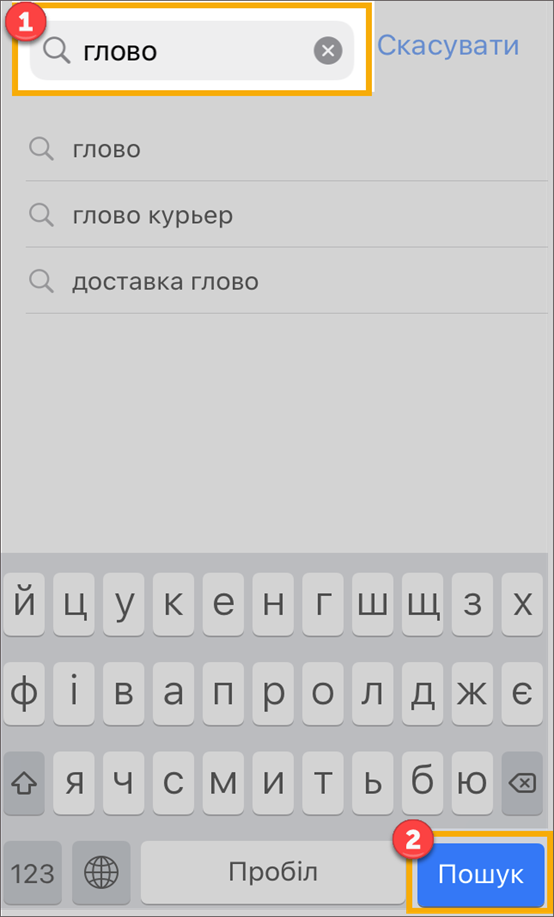 1
глово
Скасувати
глово
глово курьер
доставка глово
й ц у к е н г ш щ з х
ф і в а п р о л д ж є
я ч с м и т ь б ю
2
123
Пробіл
Пошук